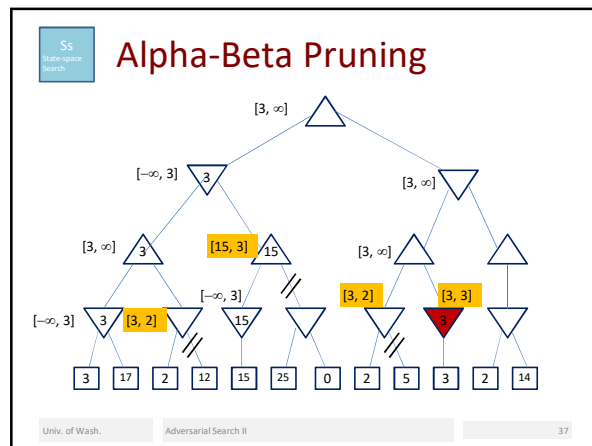 Ss
State-space
Search
Alpha-Beta Pruning
[3, ∞]
[−∞, 3] 3 [3, ∞]
[3, ∞] 3 [15, 3] 15 [3, ∞]
[−∞, 3] [3, 2] [3, 3]
[−∞, 3] 3 [3, 2] 15 3
3 17 2 12 15 25 0 2 5 3 2 14
Univ. of Wash. Adversarial Search II 37